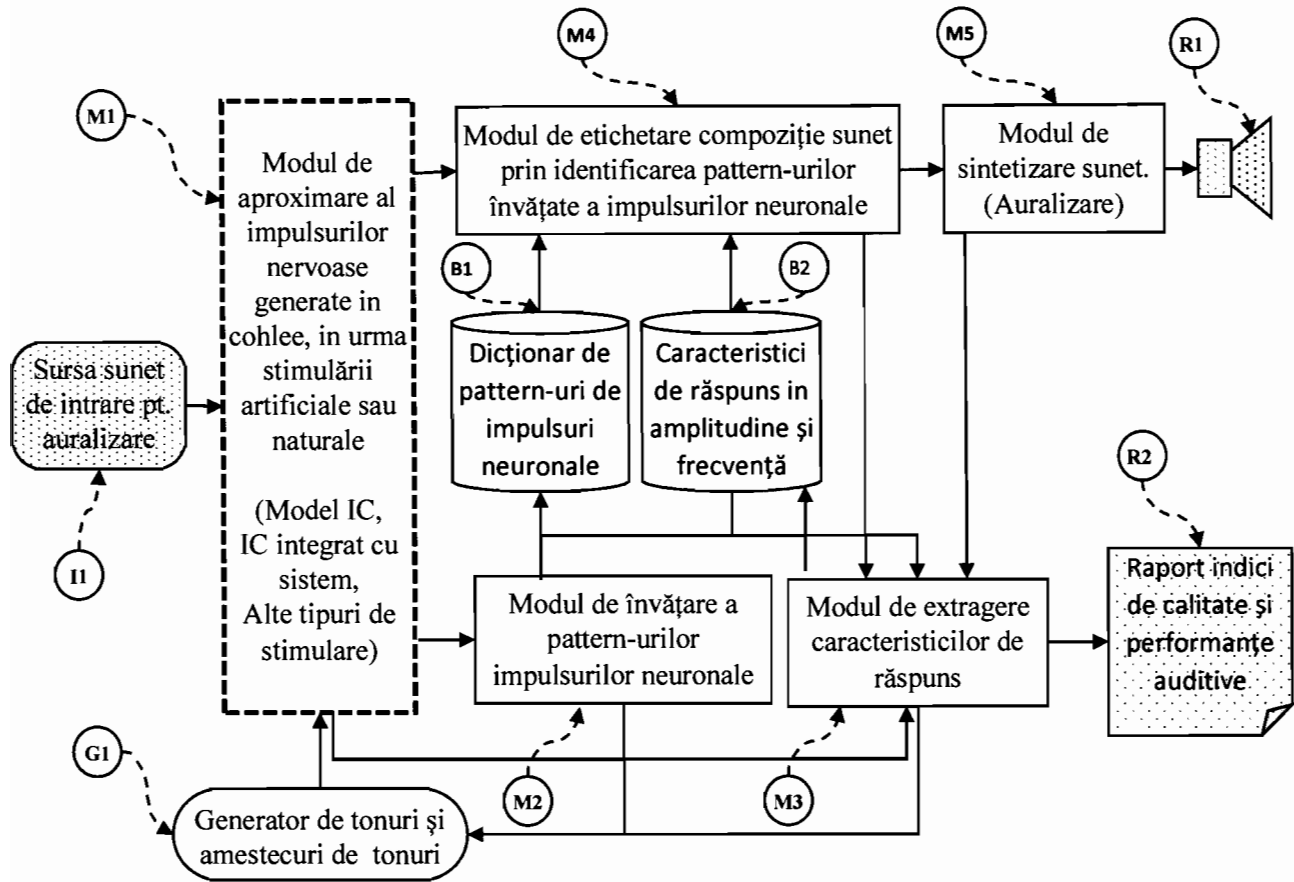 M4
M5
R1
M1
Modul de
aproximare al
impulsurilor
nervoase
generate in
cohlee, in urma
stimulării
artificiale sau
naturale
(Model IC,
IC integrat cu
sistem,
Alte tipuri de
stimulare)
Modul de etichetare compoziție sunet
prin identificarea pattern-urilor
învățate a impulsurilor neuronale
Modul de
sintetizare sunet.
(Auralizare)
B1
B2
Sursa sunet
de intrare pt.
auralizare
Dicționar de
pattern-uri de
impulsuri
neuronale
Caracteristici
de răspuns in
amplitudine și
frecvență
R2
I1
Modul de învățare a
pattern-urilor
impulsurilor neuronale
Modul de extragere
caracteristicilor de
răspuns
Raport indici
de calitate și
performanțe
auditive
G1
M2
M3
Generator de tonuri și
amestecuri de tonuri